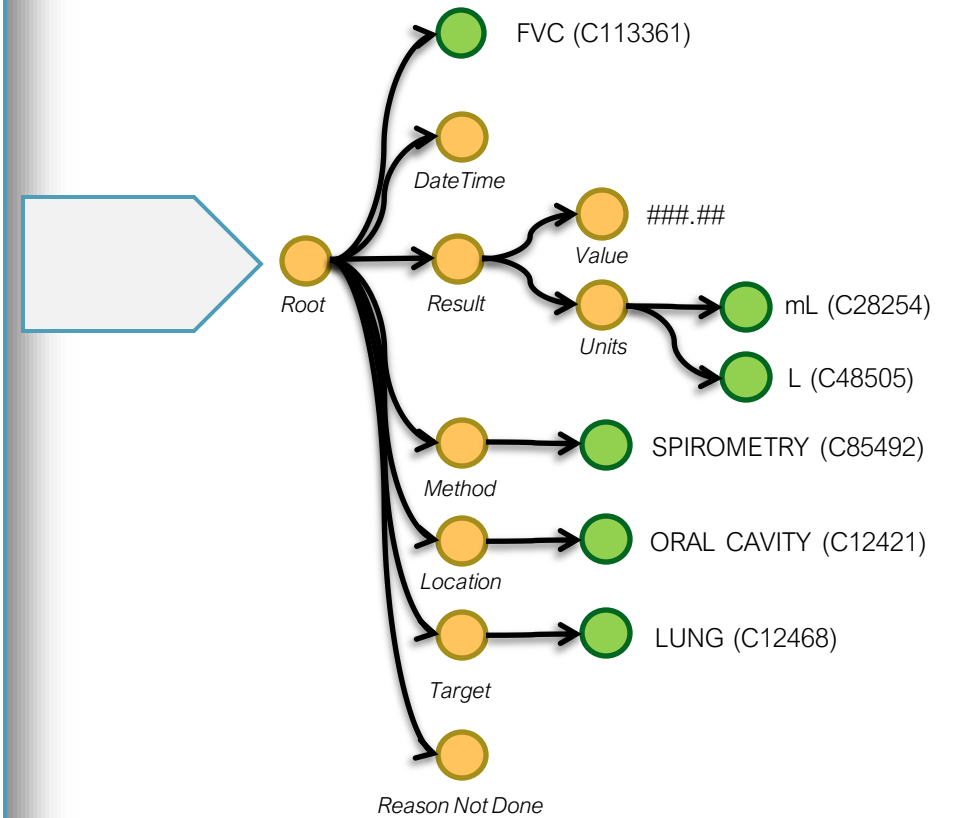 FVC (C113361)
DateTime
###.##
Value
Root
Result
mL (C28254)
Units
L (C48505)
SPIROMETRY (C85492)
Method
ORAL CAVITY (C12421)
Location
LUNG (C12468)
Target
Reason Not Done